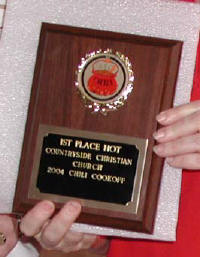 1ST PLACE HOT
COUNTRYSIDE CHRISTIAN
CHURCH
2004 CHILI COOKOFF